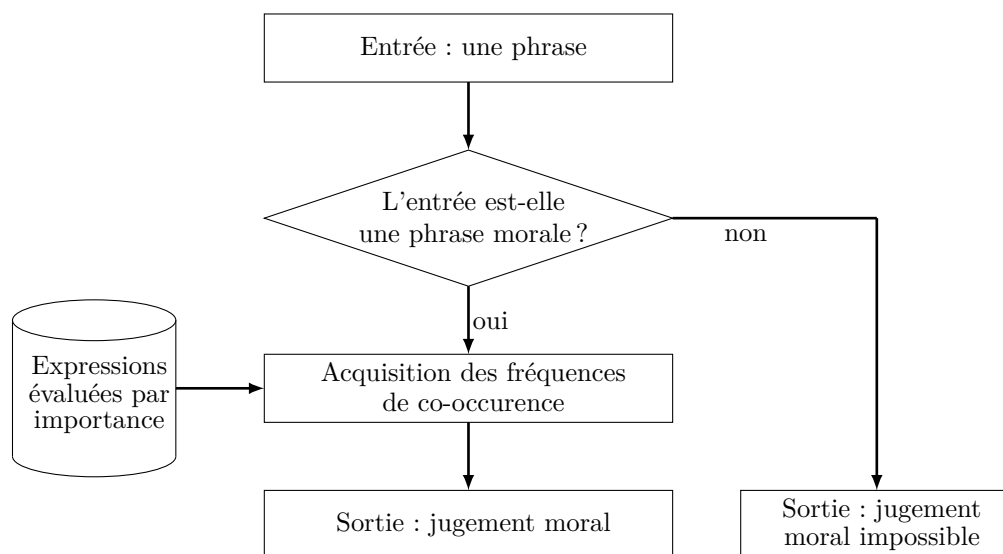 Entrée : une phrase
L'entrée est-elle
une phrase morale ?
non
oui
Expressions
évaluées par
importance
Acquisition des fréquences
de co-occurence
Sortie : jugement moral
Sortie : jugement
moral impossible